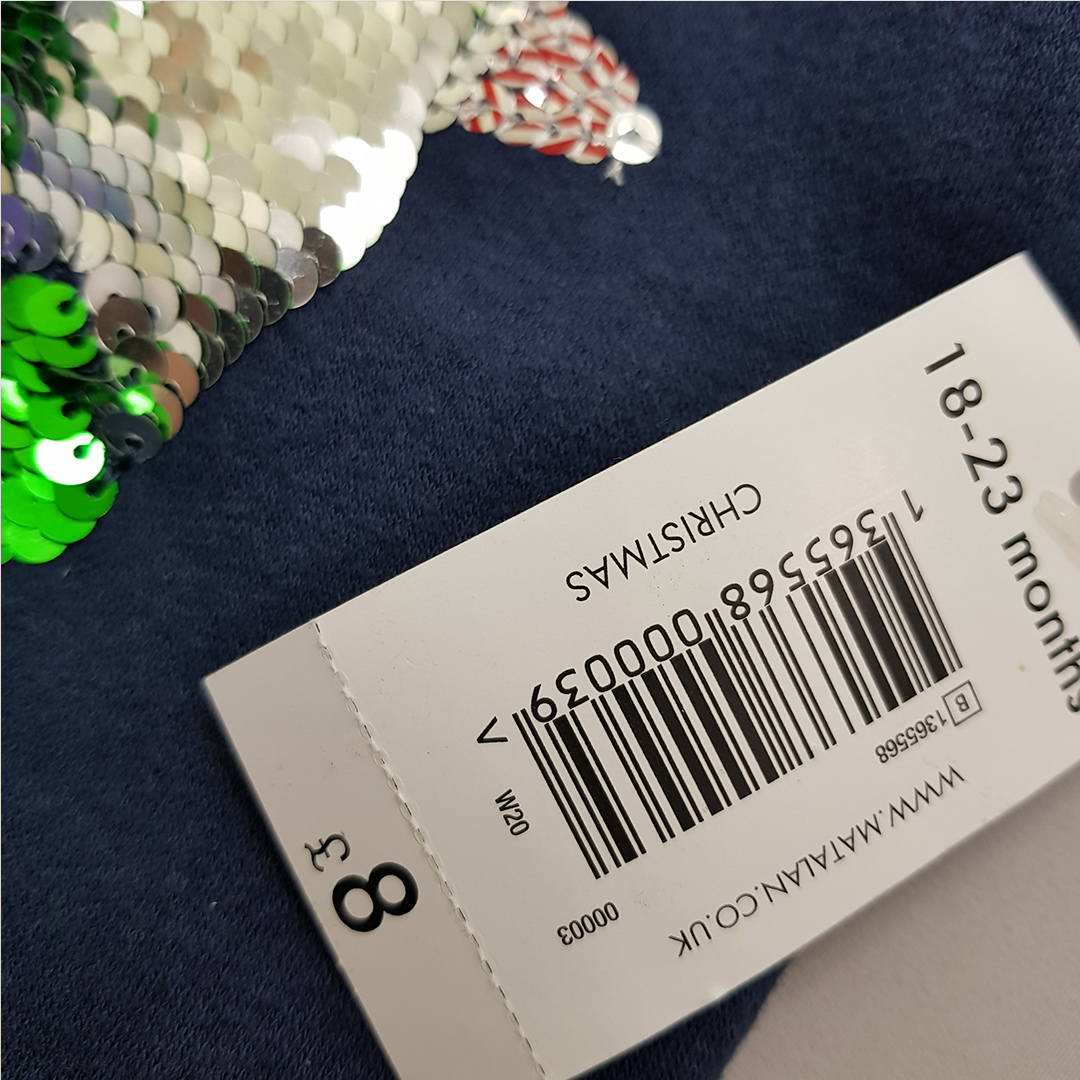 18-23 months
CHRISTMAS
1 365568 000039 >
B 1365568
00003
W20
WWW.MATALAN.CO.UK
£8